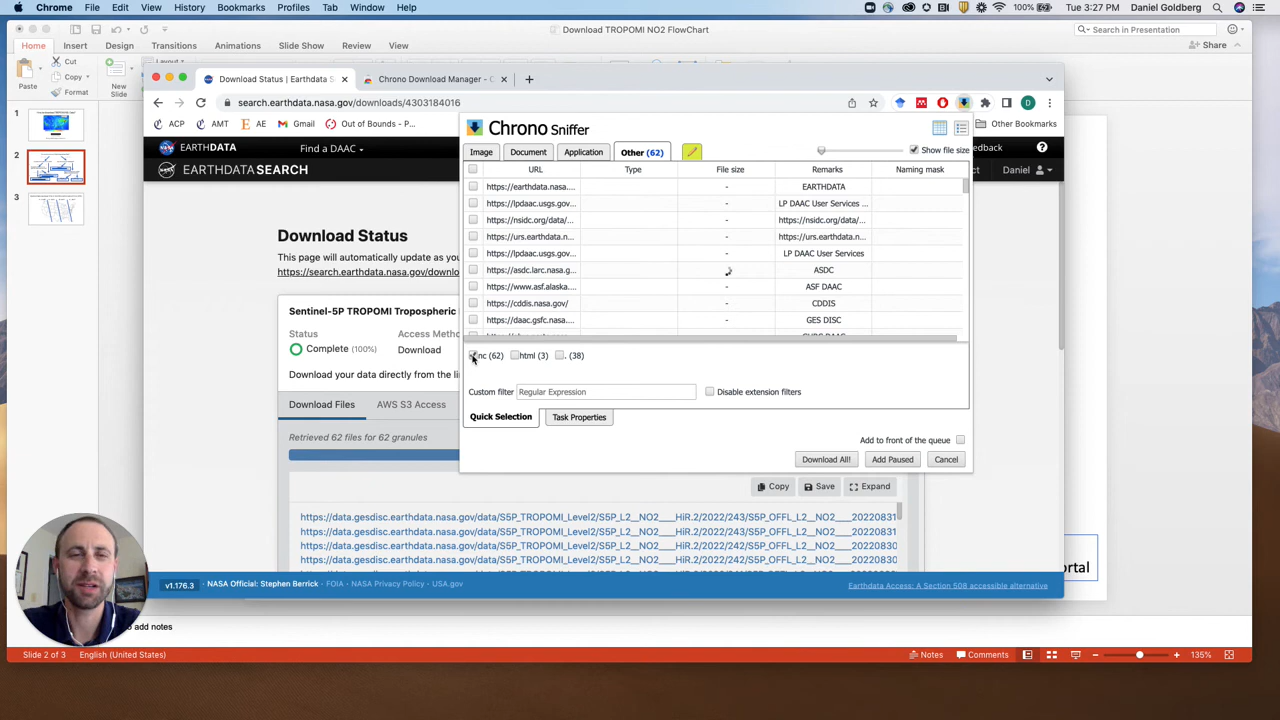 Chrome File Edit View History Bookmarks Profiles Tab Window Help 100% Tue 3:27 PM Daniel Goldberg
Download TROPOMI NO2 FlowChart
Search in Presentation
Home Insert Design Transitions Animations Slide Show Review View
Share
Paste
Cut
Copy
Format
New
Slide
Download Status | Earthdata S
Chrono Download Manager - C
search.earthdata.nasa.gov/downloads/4303184016
D
ACP AMT AE Gmail Out of Bounds - P...
Other Bookmarks
EARTHDATA Find a DAAC
EARTHDATA SEARCH
Daniel
Download Status
This page will automatically update as you
https://search.earthdata.nasa.gov/downlo
Sentinel-5P TROPOMI Tropospheric
Status Access Metho
Complete (100%) Download
Download your data directly from the lin
Download Files AWS S3 Access
Retrieved 62 files for 62 granules
Copy Save Expand
https://data.gesdisc.earthdata.nasa.gov/data/S5P_TROPOMI_Level2/S5P_L2__NO2____HiR.2/2022/243/S5P_OFFL_L2__NO2____20220831
https://data.gesdisc.earthdata.nasa.gov/data/S5P_TROPOMI_Level2/S5P_L2__NO2____HiR.2/2022/243/S5P_OFFL_L2__NO2____20220831
https://data.gesdisc.earthdata.nasa.gov/data/S5P_TROPOMI_Level2/S5P_L2__NO2____HiR.2/2022/242/S5P_OFFL_L2__NO2____20220830
https://data.gesdisc.earthdata.nasa.gov/data/S5P_TROPOMI_Level2/S5P_L2__NO2____HiR.2/2022/242/S5P_OFFL_L2__NO2____20220830
Chrono Sniffer
Image Document Application Other (62)
Show file size
URL Type File size Remarks Naming mask
https://earthdata.nasa.... - EARTHDATA
https://lpdaac.usgs.gov... - LP DAAC User Services ...
https://nsidc.org/data/... - https://nsidc.org/data/...
https://urs.earthdata.n... - https://urs.earthdata.n...
https://lpdaac.usgs.gov... - LP DAAC User Services
https://asdc.larc.nasa.g... ASDC
https://www.asf.alaska.... - ASF DAAC
https://cddis.nasa.gov/ - CDDIS
https://daac.gsfc.nasa.... - GES DISC
nc (62) html (3) . (38)
Custom filter Regular Expression Disable extension filters
Quick Selection Task Properties
Add to front of the queue
Download All! Add Paused Cancel
v1.176.3 NASA Official: Stephen Berrick FOIA NASA Privacy Policy USA.gov
Earthdata Access: A Section 508 accessible alternative
ortal
o add notes
Slide 2 of 3 English (United States) Notes Comments 135%
1
2
3